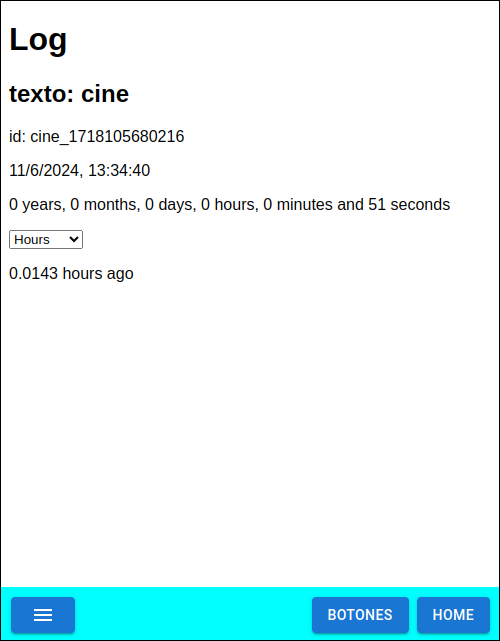 Log
texto: cine
id: cine_1718105680216
11/6/2024, 13:34:40
0 years, 0 months, 0 days, 0 hours, 0 minutes and 51 seconds
Hours
0.0143 hours ago
BOTONES HOME